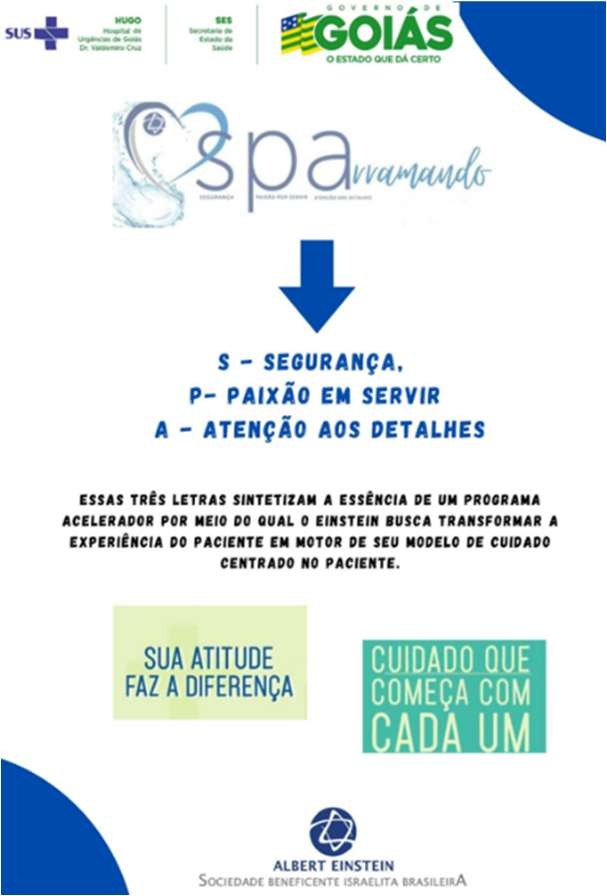 SUS
HUGO
Hospital de
Urgências de Goiás
Dr. Valdemiro Cruz
SES
Secretaria de
Estado da
Saúde
GOVERNO DE
GOIÁS
O ESTADO QUE DÁ CERTO
sparramando
SEGURANÇA PAIXÃO POR SERVIR ATENÇÃO AOS DETALHES
S - SEGURANÇA,
P- PAIXÃO EM SERVIR
A - ATENÇÃO AOS DETALHES
ESSAS TRÊS LETRAS SINTETIZAM A ESSÊNCIA DE UM PROGRAMA
ACELERADOR POR MEIO DO QUAL O EINSTEIN BUSCA TRANSFORMAR A
EXPERIÊNCIA DO PACIENTE EM MOTOR DE SEU MODELO DE CUIDADO
CENTRADO NO PACIENTE.
SUA ATITUDE
FAZ A DIFERENÇA
CUIDADO QUE
COMEÇA COM
CADA UM
ALBERT EINSTEIN
SOCIEDADE BENEFICENTE ISRAELITA BRASILEIRA